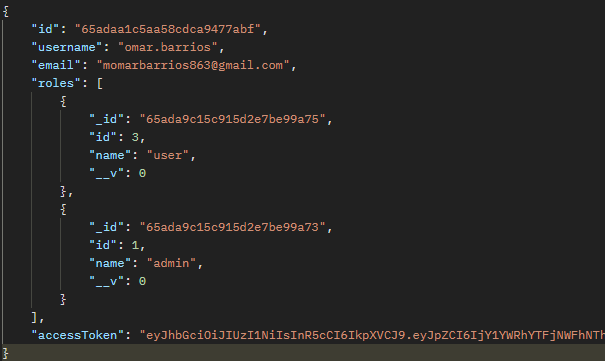 {
"id": "65adaa1c5aa58cdca9477abf",
"username": "omar.barrios",
"email": "momarbarrios863@gmail.com",
"roles": [
{
"_id": "65ada9c15c915d2e7be99a75",
"id": 3,
"name": "user",
"__v": 0
},
{
"_id": "65ada9c15c915d2e7be99a73",
"id": 1,
"name": "admin",
"__v": 0
}
],
"accessToken": "eyJhbGciOiJIUzI1NiIsInR5cCI6IkpXVCJ9.eyJpZCI6IjY1YWRhYTFjNWFhNTh
}